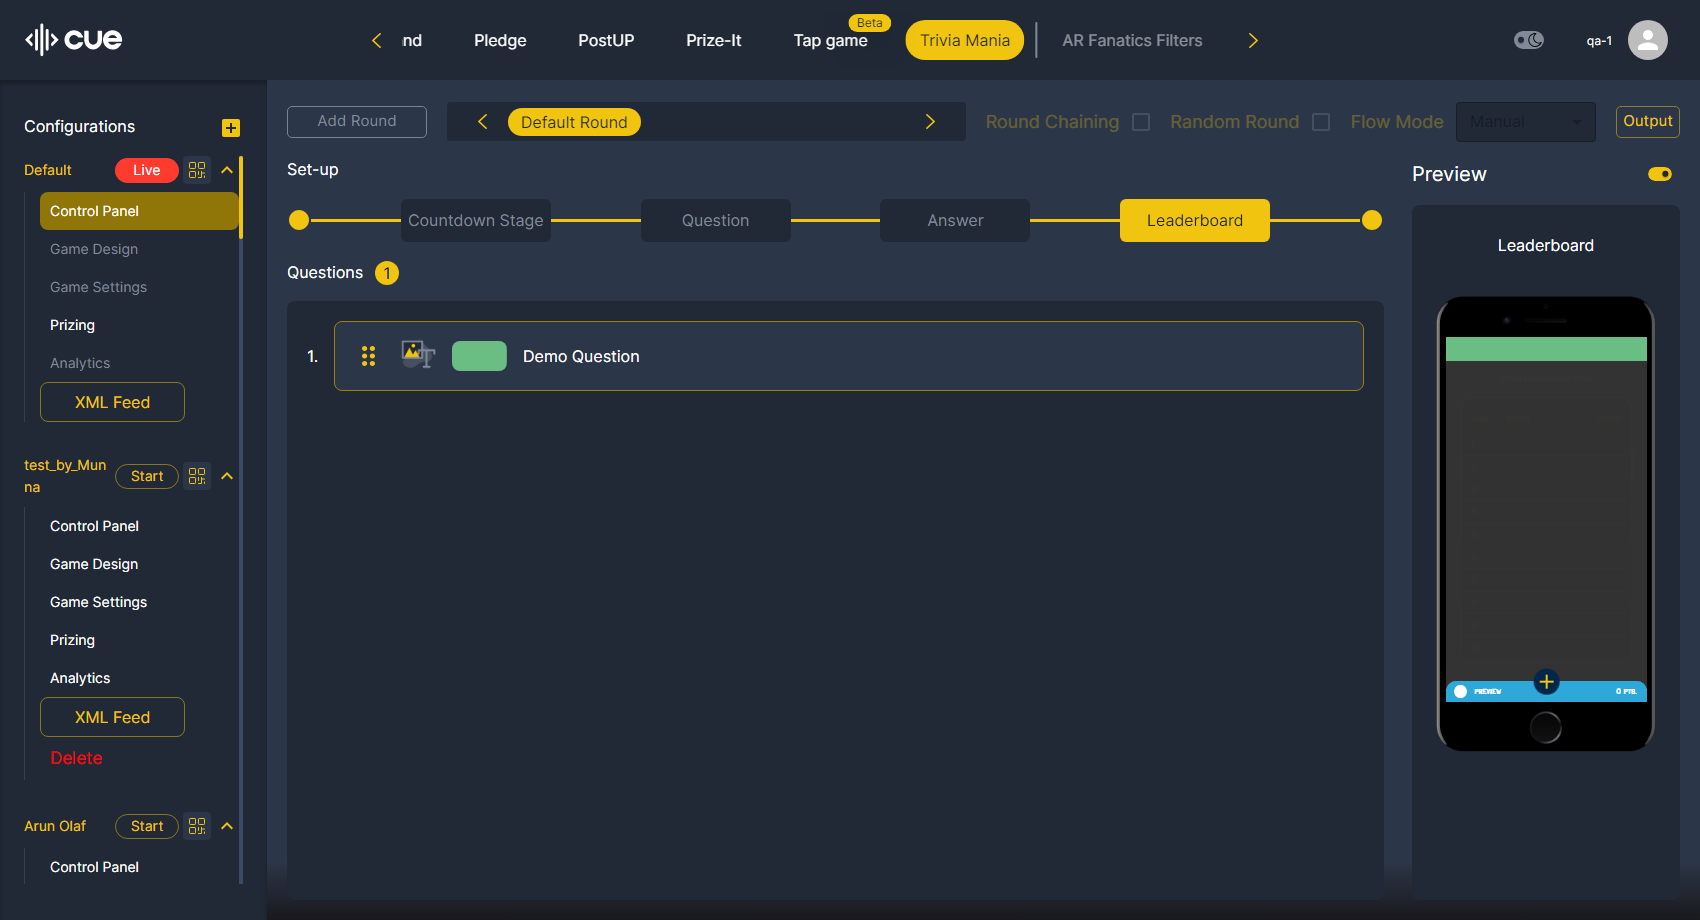 cue
nd
Pledge
PostUP
Prize-It
Tap game
Beta
Trivia Mania
AR Fanatics Filters
qa-1
Configurations
Default
Live
Control Panel
Game Design
Game Settings
Prizing
Analytics
XML Feed
test_by_Mun
na
Start
Control Panel
Game Design
Game Settings
Prizing
Analytics
XML Feed
Delete
Arun Olaf
Start
Control Panel
Add Round
Default Round
Round Chaining
Random Round
Flow Mode
Manual
Output
Set-up
Countdown Stage
Question
Answer
Leaderboard
Questions 1
1.
Demo Question
Preview
Leaderboard
PREVIEW
0 PTS.